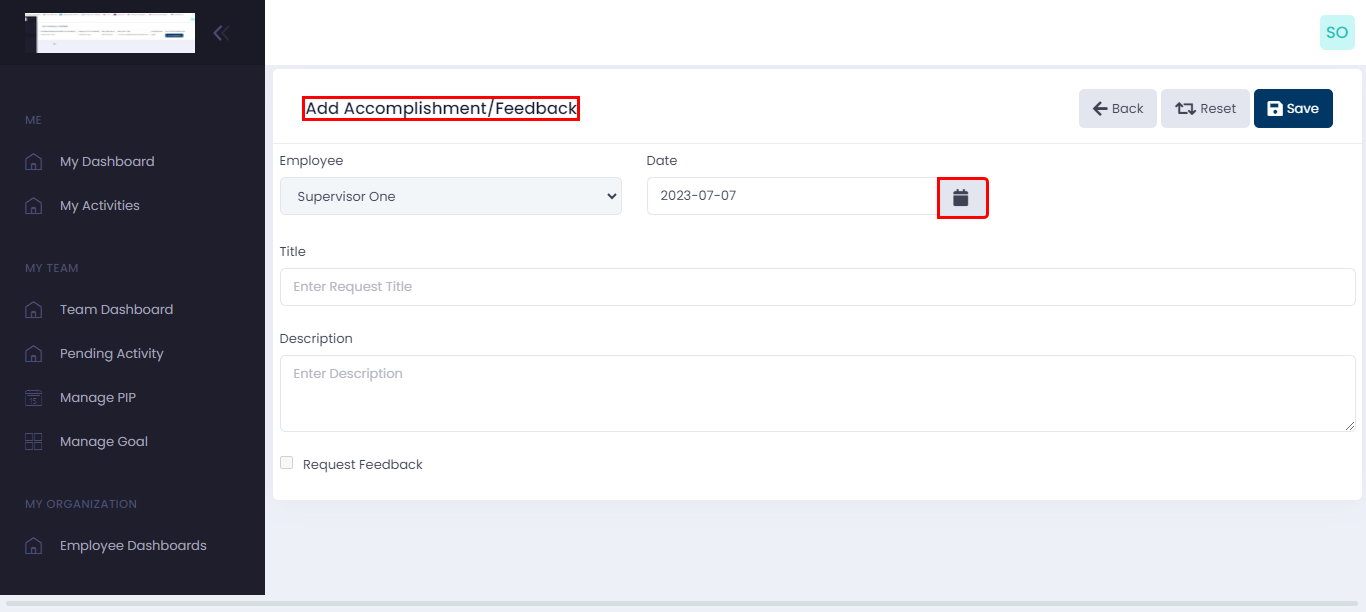 SO
ME
My Dashboard
My Activities
MY TEAM
Team Dashboard
Pending Activity
15
Manage PIP
Manage Goal
MY ORGANIZATION
Employee Dashboards
Add Accomplishment/Feedback
Back Reset Save
Employee Date
Supervisor One 2023-07-07
Title
Enter Request Title
Description
Enter Description
Request Feedback